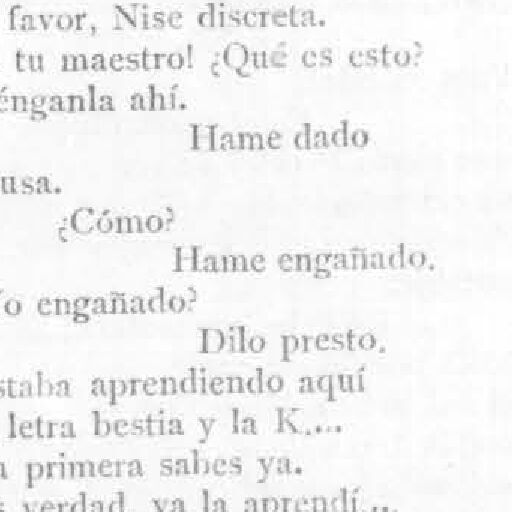 favor, Nise discreta.
tu maestro! ¿Qué es esto?
énganla ahí.
Hame dado
usa.
¿Cómo?
Hame engañado.
o engañado?
Dilo presto.
staba aprendiendo aquí
letra bestia y la K....
primera sabes ya.
verdad, ya la aprendí...